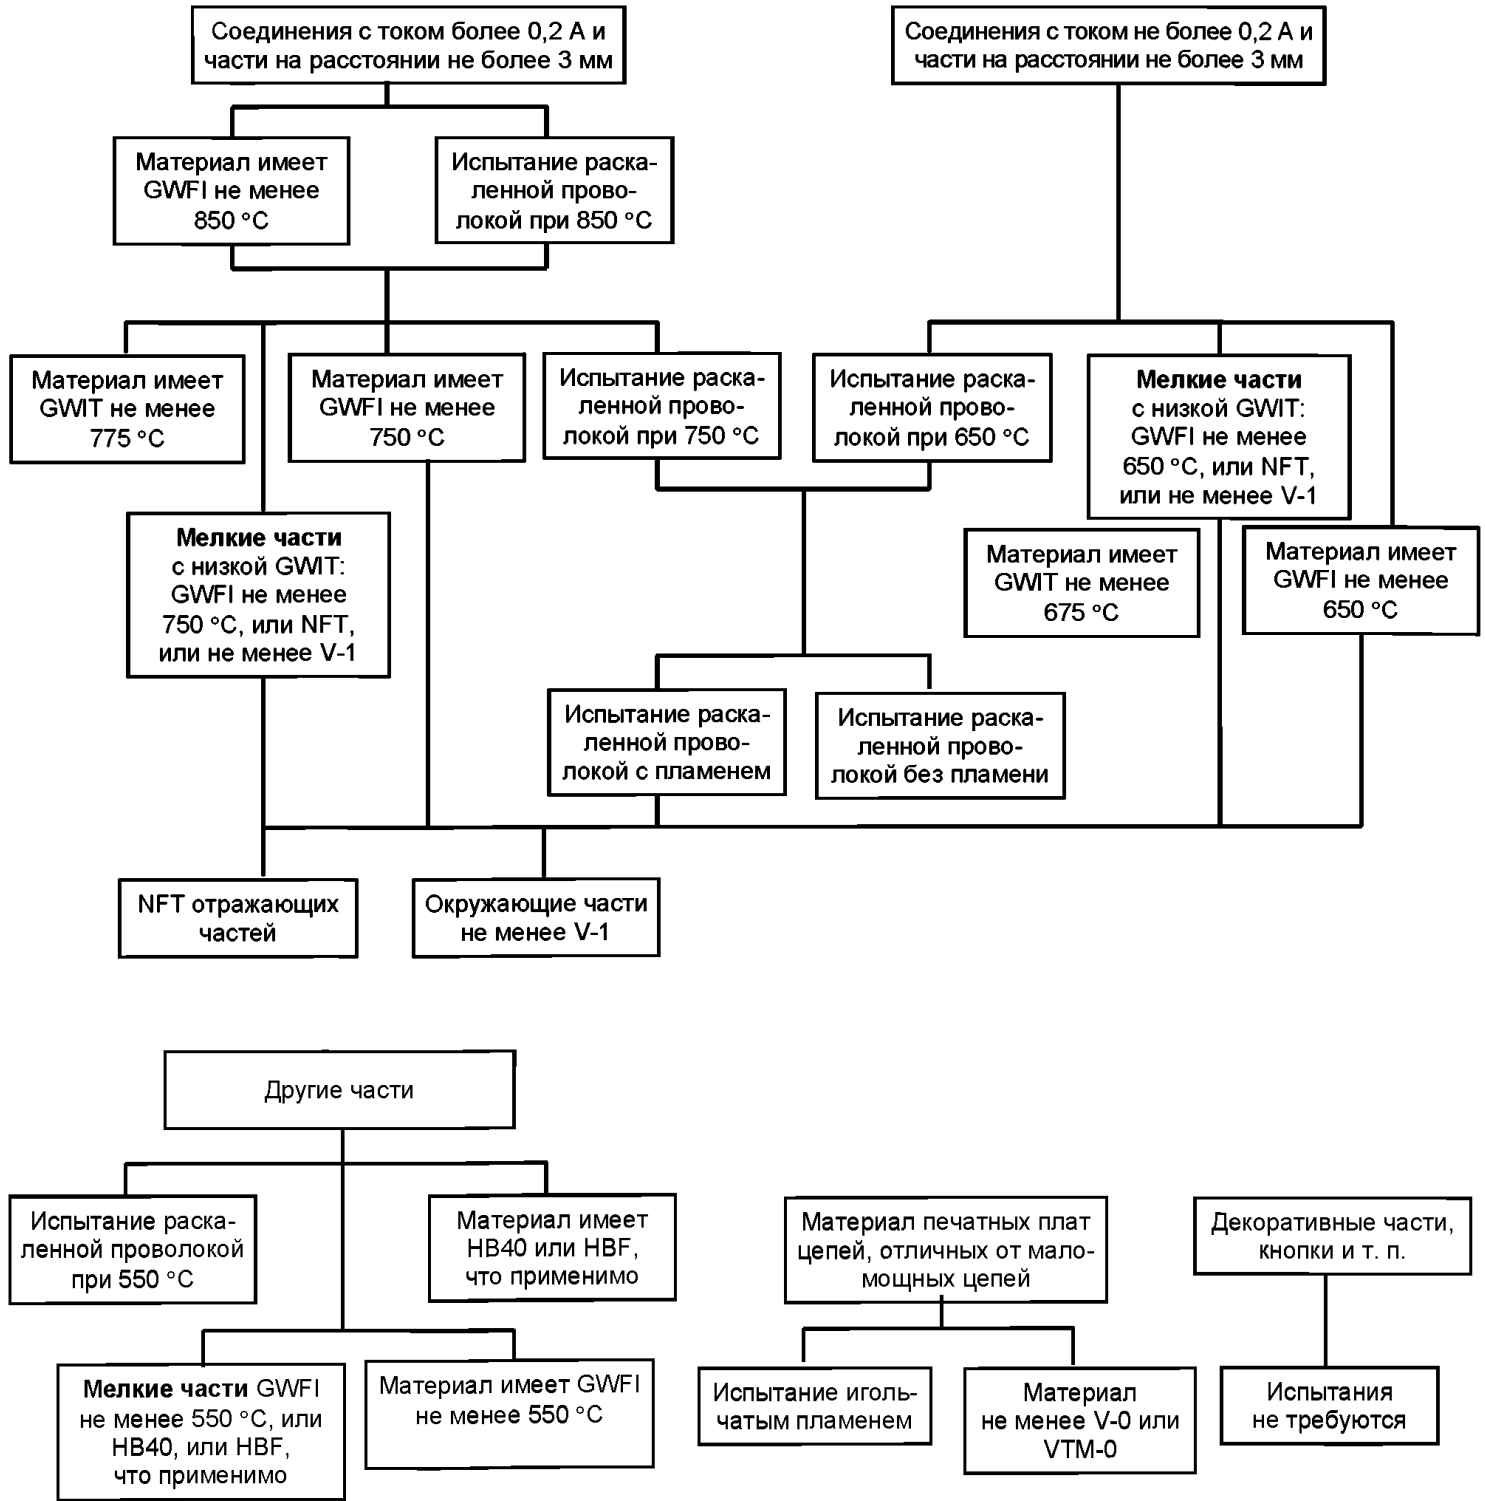 Соединения с током более 0,2 А и
части на расстоянии не более 3 мм
Соединения с током не более 0,2 А и
части на расстоянии не более 3 мм
Материал имеет
GWFI не менее
850 °C
Испытание раска-
ленной прово-
локой при 850 °C
Материал имеет
GWIT не менее
775 °C
Материал имеет
GWFI не менее
750 °C
Испытание раска-
ленной прово-
локой при 750 °C
Испытание раска-
ленной прово-
локой при 650 °C
Мелкие части
с низкой GWIT:
GWFI не менее
650 °C, или NFT,
или не менее V-1
Мелкие части
с низкой GWIT:
GWFI не менее
750 °C, или NFT,
или не менее V-1
Материал имеет
GWIT не менее
675 °C
Материал имеет
GWFI не менее
650 °C
Испытание раска-
ленной прово-
локой с пламенем
Испытание раска-
ленной прово-
локой без пламени
NFT отражающих
частей
Окружающие части
не менее V-1
Другие части
Испытание раска-
ленной проволокой
при 550 °C
Материал имеет
HB40 или HBF,
что применимо
Материал печатных плат
цепей, отличных от мало-
мощных цепей
Декоративные части,
кнопки и т. п.
Мелкие части GWFI
не менее 550 °C, или
HB40, или HBF,
что применимо
Материал имеет GWFI
не менее 550 °C
Испытание иголь-
чатым пламенем
Материал
не менее V-0 или
VTM-0
Испытания
не требуются